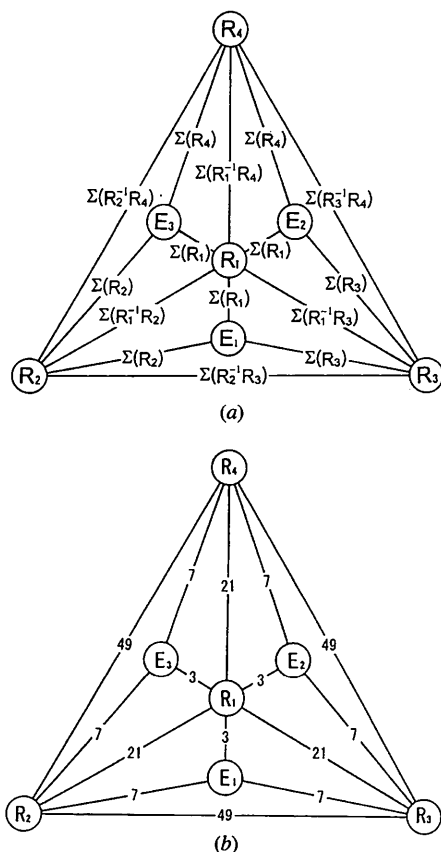 R₄
Σ(R₄) Σ(R₄)
Σ(R₁⁻¹R₄)
Σ(R₂⁻¹R₄) Σ(R₃⁻¹R₄)
E₃ E₂
Σ(R₁) Σ(R₁)
R₁
Σ(R₂) Σ(R₃)
Σ(R₁)
Σ(R₁⁻¹R₂) Σ(R₁⁻¹R₃)
E₁
Σ(R₂) Σ(R₃)
R₂ R₃
Σ(R₂⁻¹R₃)
(a)
R₄
7 21 7
49 49
E₃ E₂
3 3
R₁
7 7
3
21 21
E₁
7 7
R₂ R₃
49
(b)